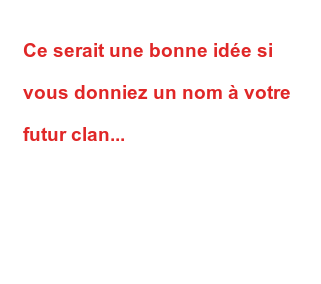 Ce serait une bonne idée si
vous donniez un nom à votre
futur clan...